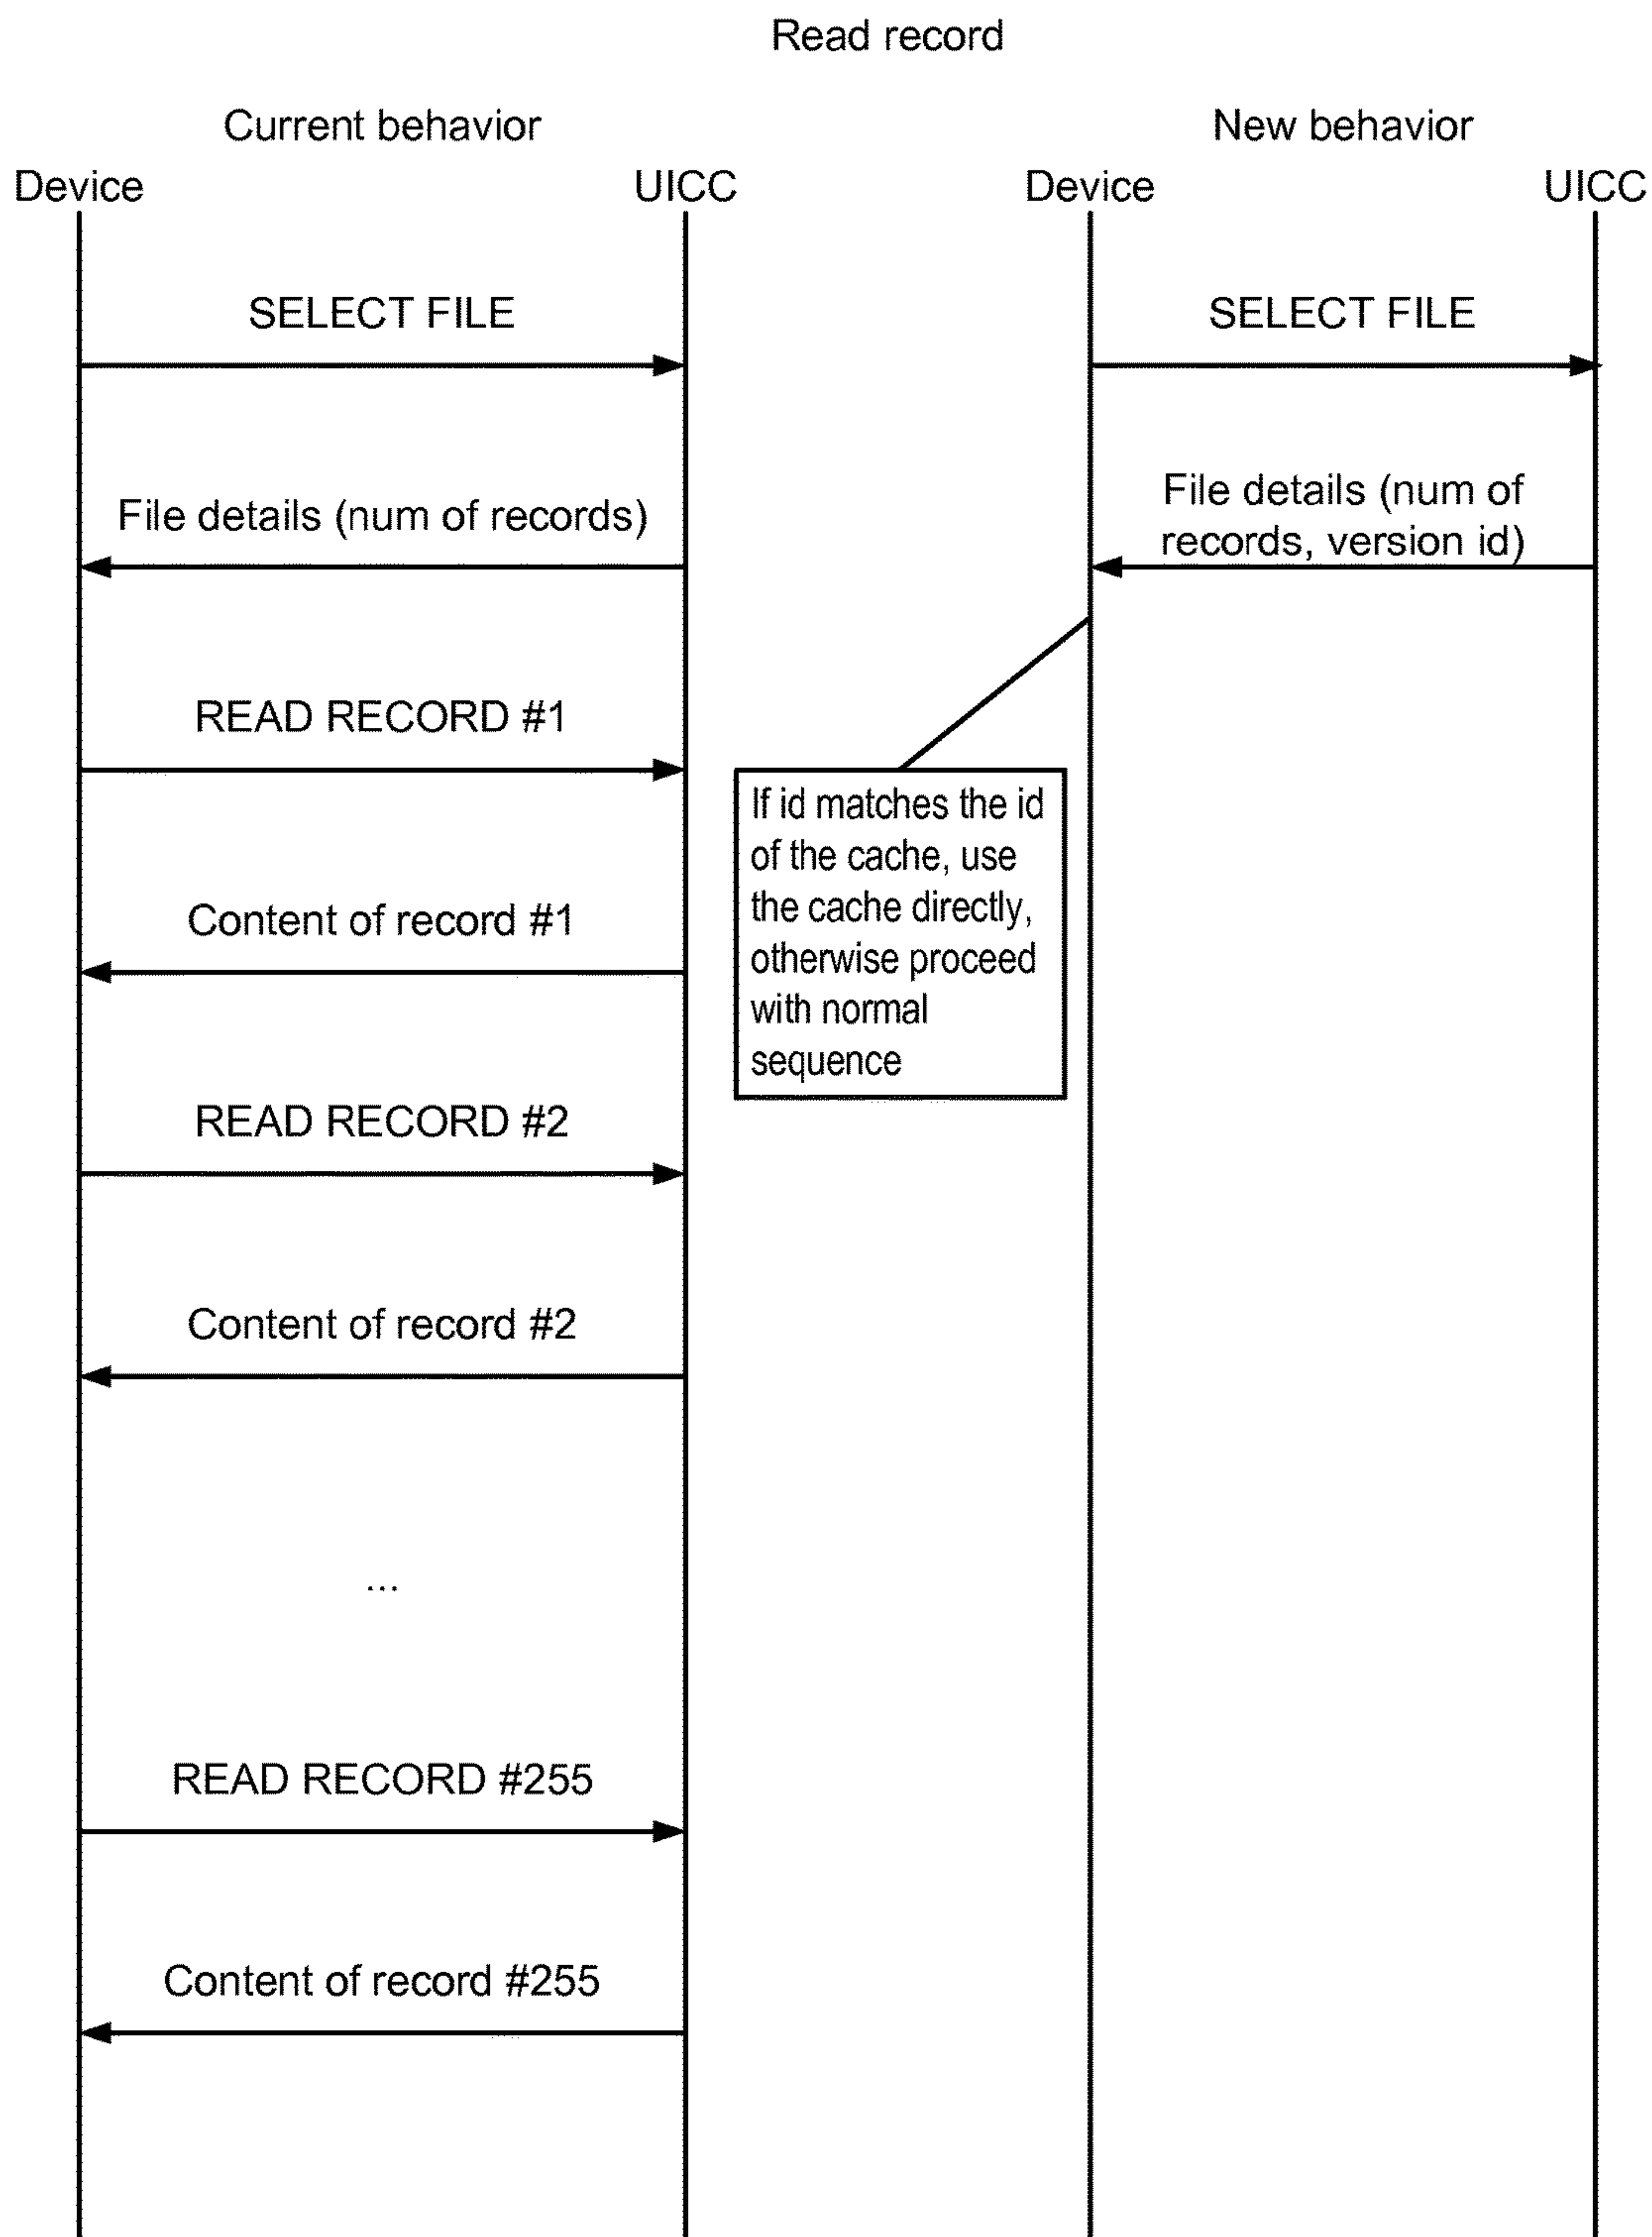 Read record
Current behavior
New behavior
Device
UICC
Device
UICC
SELECT FILE
SELECT FILE
File details (num of records)
File details (num of
records, version id)
READ RECORD #1
If id matches the id
of the cache, use
the cache directly,
otherwise proceed
with normal
sequence
Content of record #1
READ RECORD #2
Content of record #2
...
READ RECORD #255
Content of record #255